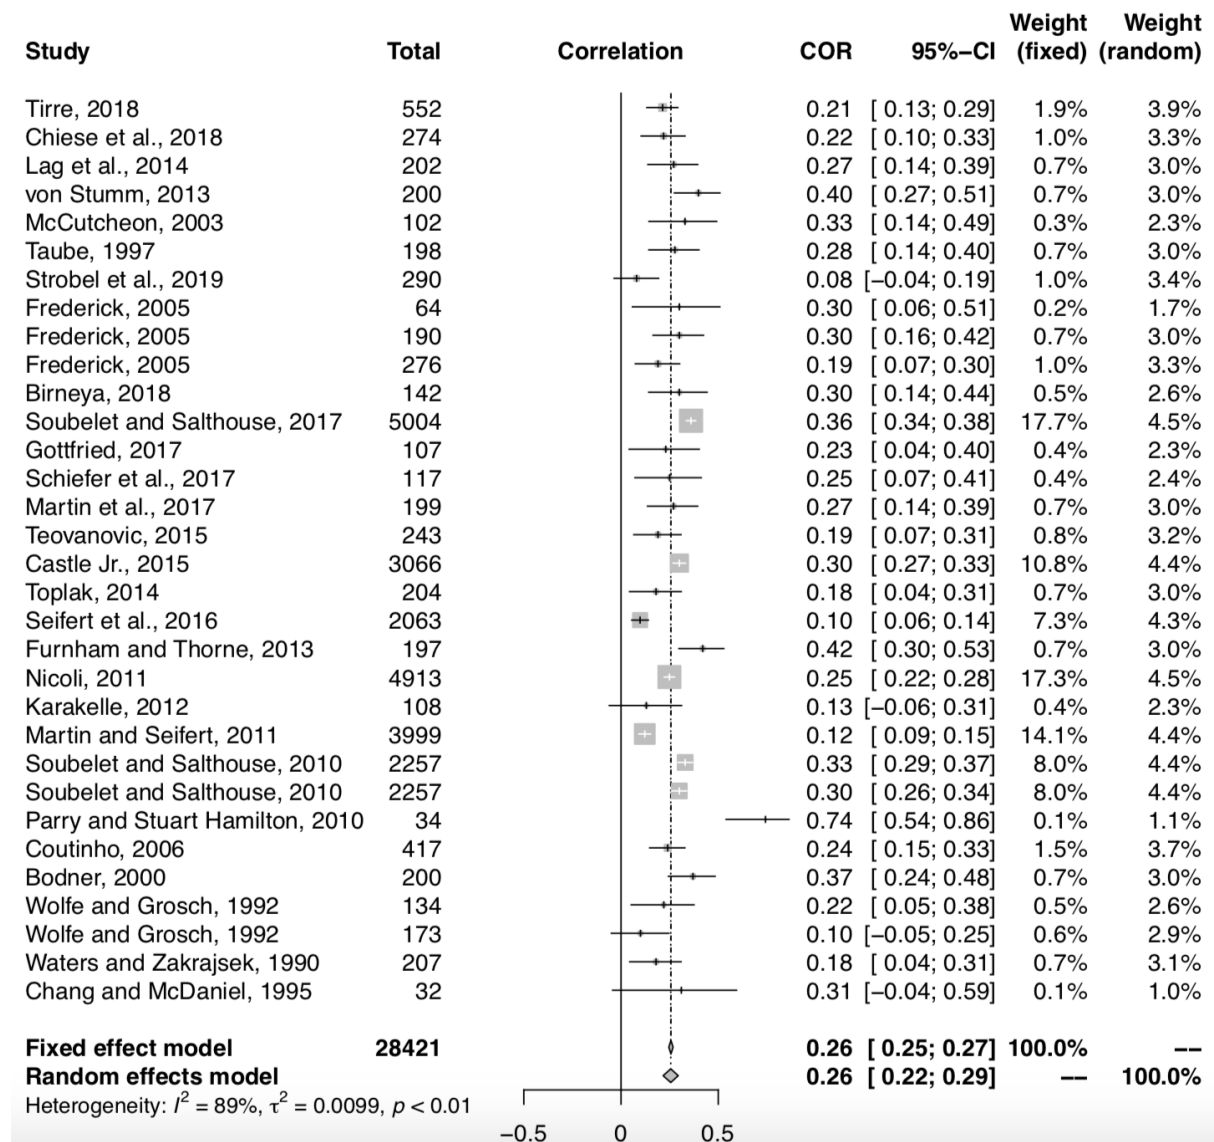 Weight Weight
Study Total Correlation COR 95%−CI (fixed) (random)
Tirre, 2018 552 0.21 [ 0.13; 0.29] 1.9% 3.9%
Chiese et al., 2018 274 0.22 [ 0.10; 0.33] 1.0% 3.3%
Lag et al., 2014 202 0.27 [ 0.14; 0.39] 0.7% 3.0%
von Stumm, 2013 200 0.40 [ 0.27; 0.51] 0.7% 3.0%
McCutcheon, 2003 102 0.33 [ 0.14; 0.49] 0.3% 2.3%
Taube, 1997 198 0.28 [ 0.14; 0.40] 0.7% 3.0%
Strobel et al., 2019 290 0.08 [−0.04; 0.19] 1.0% 3.4%
Frederick, 2005 64 0.30 [ 0.06; 0.51] 0.2% 1.7%
Frederick, 2005 190 0.30 [ 0.16; 0.42] 0.7% 3.0%
Frederick, 2005 276 0.19 [ 0.07; 0.30] 1.0% 3.3%
Birneya, 2018 142 0.30 [ 0.14; 0.44] 0.5% 2.6%
Soubelet and Salthouse, 2017 5004 0.36 [ 0.34; 0.38] 17.7% 4.5%
Gottfried, 2017 107 0.23 [ 0.04; 0.40] 0.4% 2.3%
Schiefer et al., 2017 117 0.25 [ 0.07; 0.41] 0.4% 2.4%
Martin et al., 2017 199 0.27 [ 0.14; 0.39] 0.7% 3.0%
Teovanovic, 2015 243 0.19 [ 0.07; 0.31] 0.8% 3.2%
Castle Jr., 2015 3066 0.30 [ 0.27; 0.33] 10.8% 4.4%
Toplak, 2014 204 0.18 [ 0.04; 0.31] 0.7% 3.0%
Seifert et al., 2016 2063 0.10 [ 0.06; 0.14] 7.3% 4.3%
Furnham and Thorne, 2013 197 0.42 [ 0.30; 0.53] 0.7% 3.0%
Nicoli, 2011 4913 0.25 [ 0.22; 0.28] 17.3% 4.5%
Karakelle, 2012 108 0.13 [−0.06; 0.31] 0.4% 2.3%
Martin and Seifert, 2011 3999 0.12 [ 0.09; 0.15] 14.1% 4.4%
Soubelet and Salthouse, 2010 2257 0.33 [ 0.29; 0.37] 8.0% 4.4%
Soubelet and Salthouse, 2010 2257 0.30 [ 0.26; 0.34] 8.0% 4.4%
Parry and Stuart Hamilton, 2010 34 0.74 [ 0.54; 0.86] 0.1% 1.1%
Coutinho, 2006 417 0.24 [ 0.15; 0.33] 1.5% 3.7%
Bodner, 2000 200 0.37 [ 0.24; 0.48] 0.7% 3.0%
Wolfe and Grosch, 1992 134 0.22 [ 0.05; 0.38] 0.5% 2.6%
Wolfe and Grosch, 1992 173 0.10 [−0.05; 0.25] 0.6% 2.9%
Waters and Zakrajsek, 1990 207 0.18 [ 0.04; 0.31] 0.7% 3.1%
Chang and McDaniel, 1995 32 0.31 [−0.04; 0.59] 0.1% 1.0%
Fixed effect model 28421 0.26 [ 0.25; 0.27] 100.0% −−
Random effects model 0.26 [ 0.22; 0.29] −− 100.0%
Heterogeneity: I² = 89%, τ² = 0.0099, p < 0.01
−0.5 0 0.5